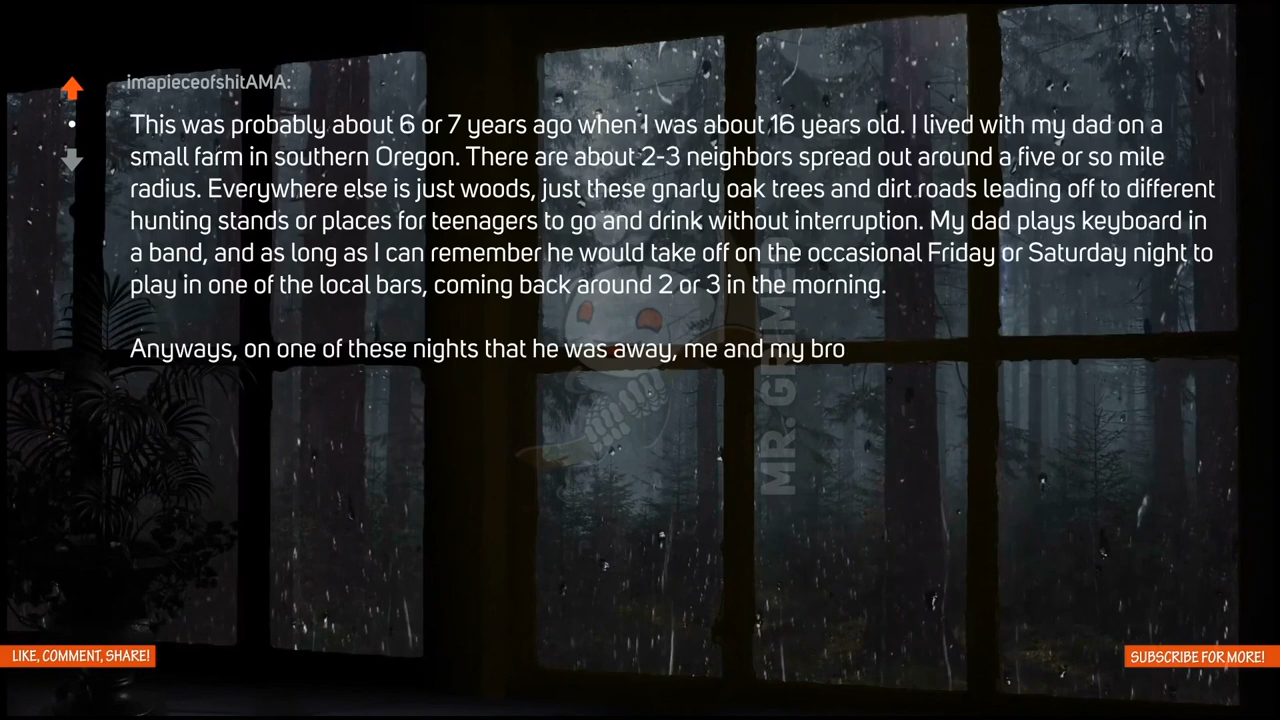 .imapieceofshitAMA:
This was probably about 6 or 7 years ago when I was about 16 years old. I lived with my dad on a
small farm in southern Oregon. There are about 2-3 neighbors spread out around a five or so mile
radius. Everywhere else is just woods, just these gnarly oak trees and dirt roads leading off to different
hunting stands or places for teenagers to go and drink without interruption. My dad plays keyboard in
a band, and as long as I can remember he would take off on the occasional Friday or Saturday night to
play in one of the local bars, coming back around 2 or 3 in the morning.
Anyways, on one of these nights that he was away, me and my bro
MR. GRIM
LIKE, COMMENT, SHARE!
SUBSCRIBE FOR MORE!